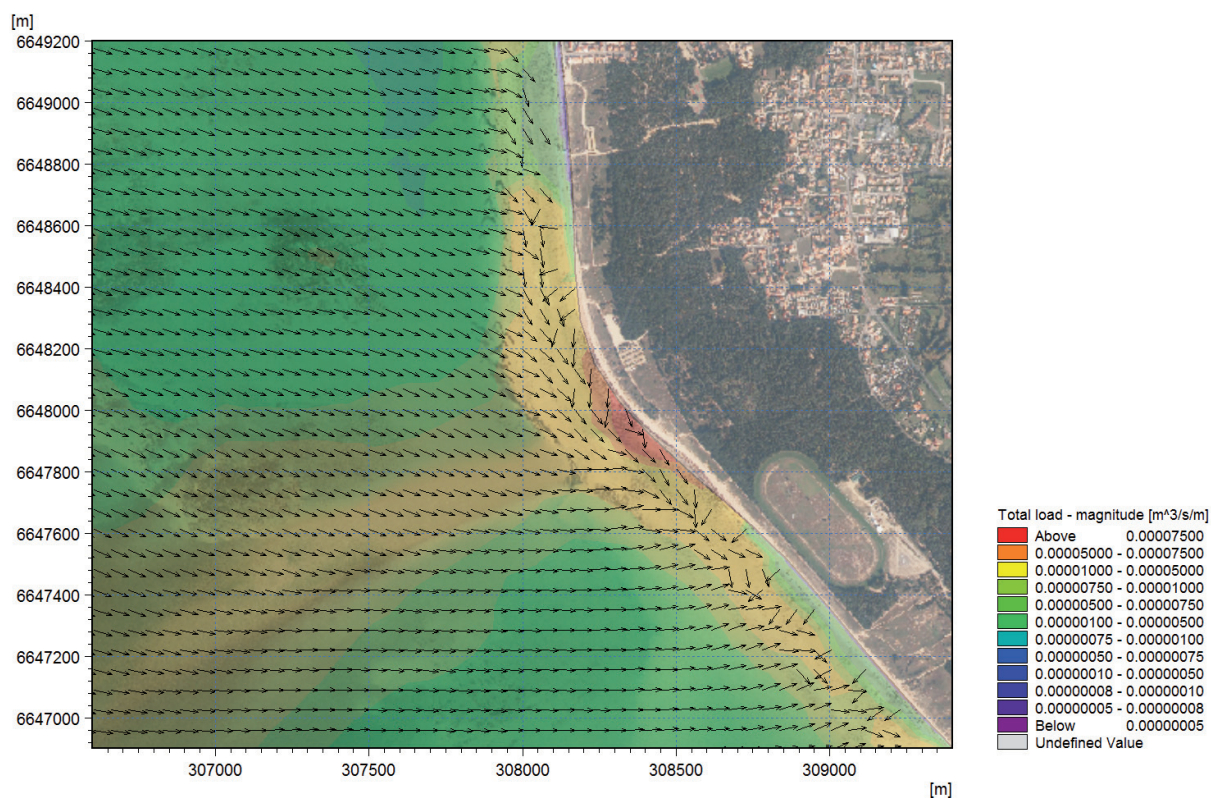 [m]
6649200
6649000
6648800
6648600
6648400
6648200
6648000
6647800
6647600
6647400
6647200
6647000
307000 307500 308000 308500 309000
[m]
Total load - magnitude [m^3/s/m]
Above 0.00007500
0.00005000 - 0.00007500
0.00001000 - 0.00005000
0.00000750 - 0.00001000
0.00000500 - 0.00000750
0.00000100 - 0.00000500
0.00000075 - 0.00000100
0.00000050 - 0.00000075
0.00000010 - 0.00000050
0.00000008 - 0.00000010
0.00000005 - 0.00000008
Below 0.00000005
Undefined Value